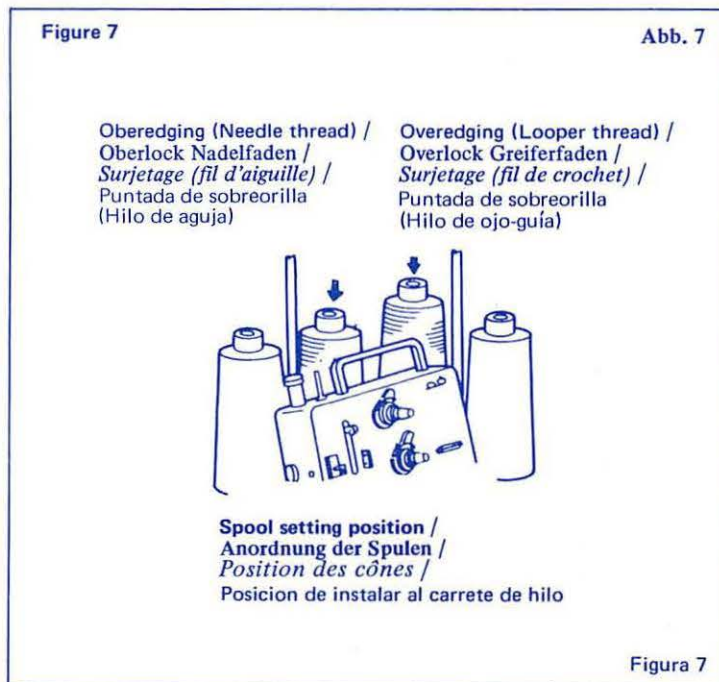 Figure 7
Abb. 7
Oberedging (Needle thread) /
Oberlock Nadelfaden /
Surjetage (fil d'aiguille) /
Puntada de sobreorilla
(Hilo de aguja)
Overedging (Looper thread) /
Overlock Greiferfaden /
Surjetage (fil de crochet) /
Puntada de sobreorilla
(Hilo de ojo-guía)
Spool setting position /
Anordnung der Spulen /
Position des cônes /
Posicion de instalar al carrete de hilo
Figura 7